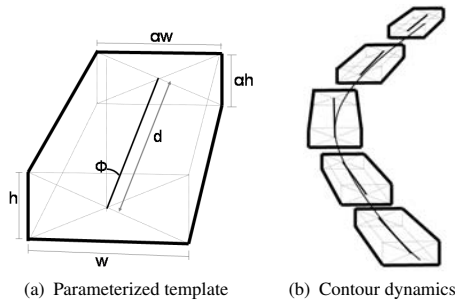 αw
αh
d
Φ
h
w
(a) Parameterized template
(b) Contour dynamics